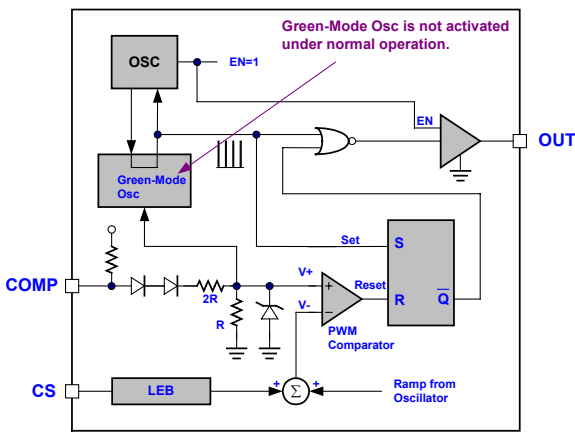 Green-Mode Osc is not activated
under normal operation.
OSC
EN=1
EN
OUT
Green-Mode
Osc
Set
S
COMP
2R
R
V+
V-
+
−
Reset
R
Q
PWM
Comparator
CS
LEB
+
Σ
+
Ramp from
Oscillator